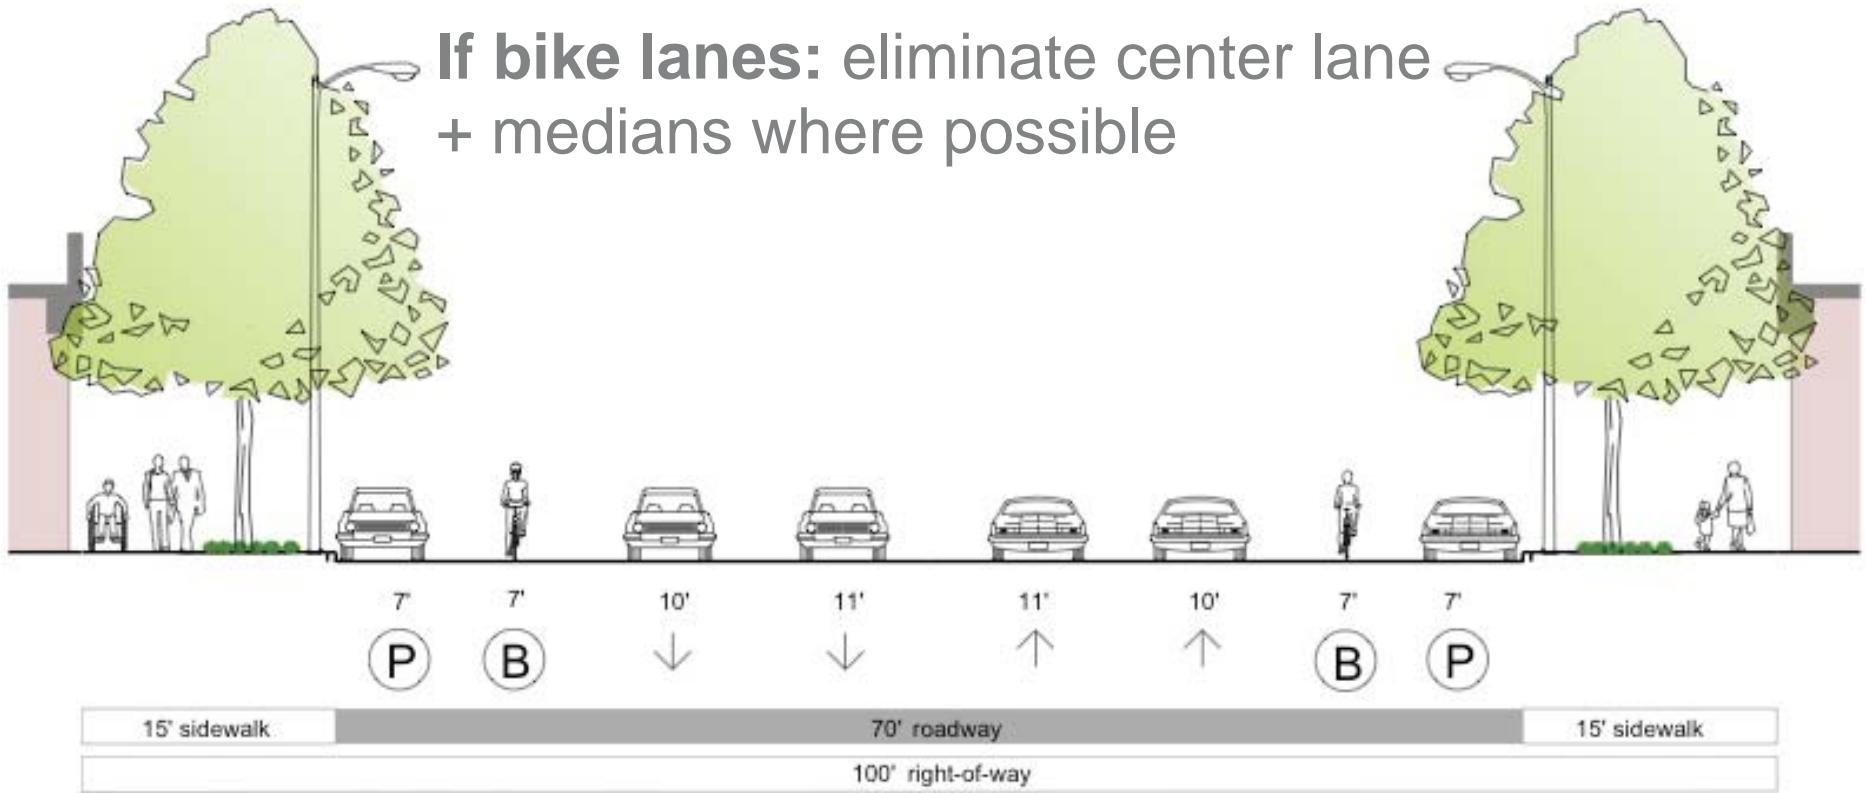 If bike lanes: eliminate center lane
+ medians where possible
7' 7' 10' 11' 11' 10' 7' 7'
P B B P
15' sidewalk 70' roadway 15' sidewalk
100' right-of-way